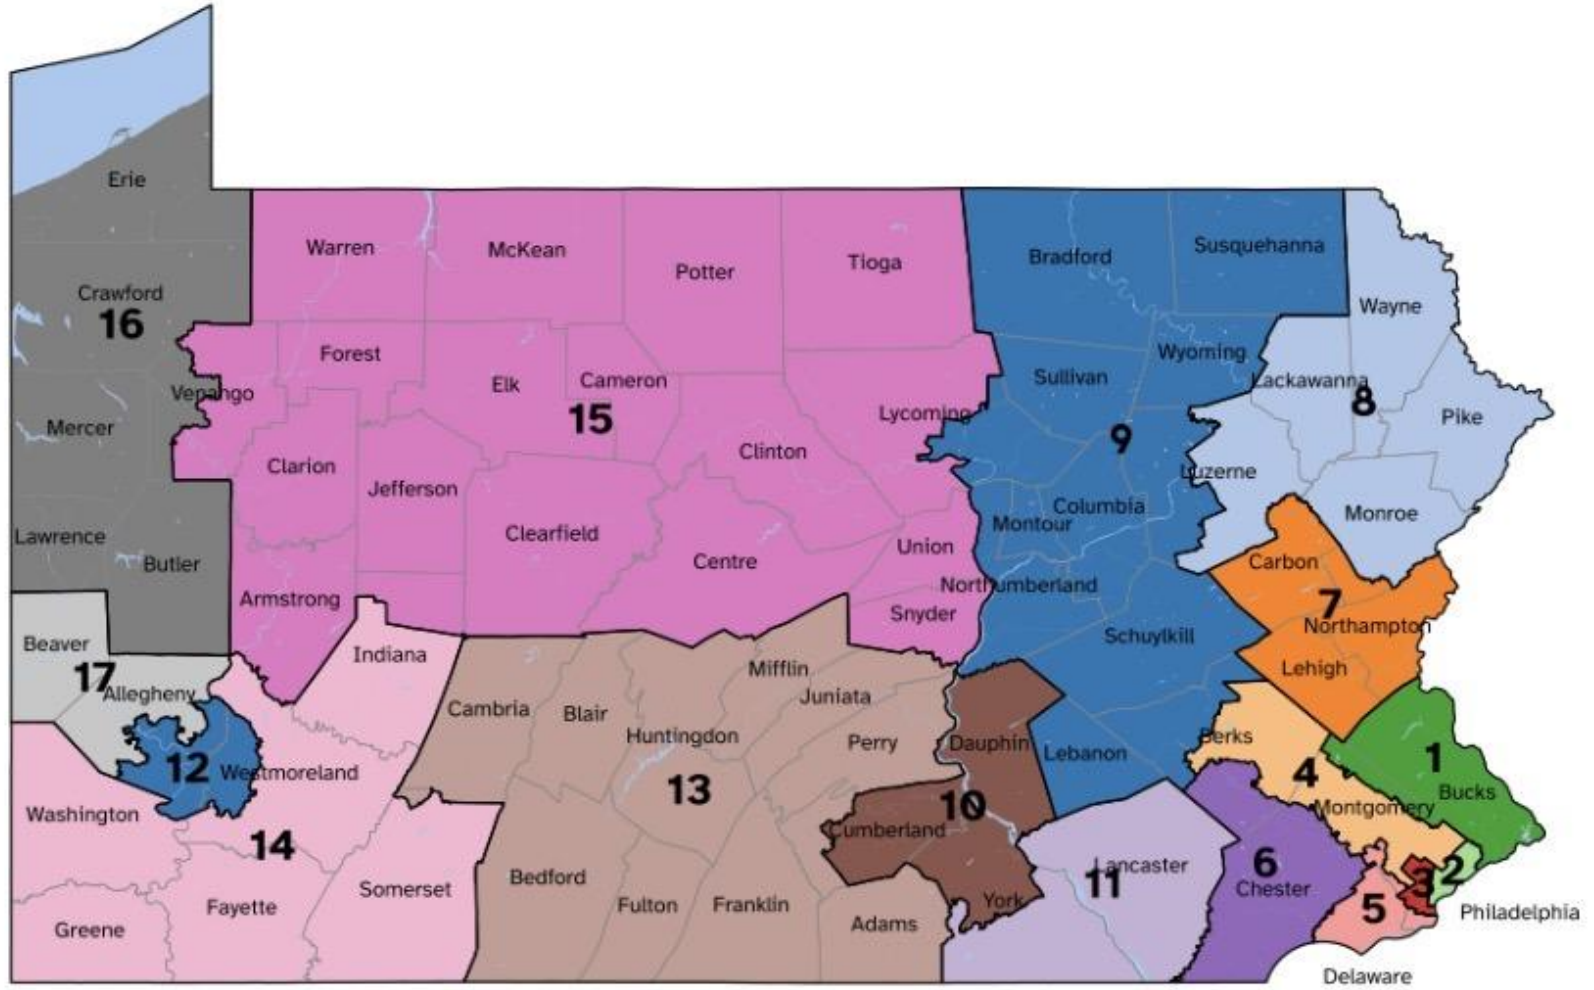 Erie
Warren
McKean
Potter
Tioga
Bradford
Susquehanna
Crawford
16
Wayne
Forest
Elk
Cameron
15
Sullivan
Wyoming
Lackawanna
8
Pike
Venango
Mercer
Lycoming
9
Clarion
Jefferson
Clinton
Luzerne
Columbia
Montour
Monroe
Lawrence
Butler
Clearfield
Centre
Union
Carbon
Armstrong
Northumberland
7
Northampton
Snyder
Schuylkill
Beaver
17
Allegheny
Indiana
Mifflin
Juniata
Lehigh
Cambria
Blair
Huntingdon
Perry
Dauphin
Lebanon
Berks
1
12
Westmoreland
13
10
4
Bucks
Washington
Cumberland
Montgomery
14
Lancaster
6
2
Somerset
Bedford
11
Chester
3
Fayette
Fulton
Franklin
York
5
Philadelphia
Greene
Adams
Delaware